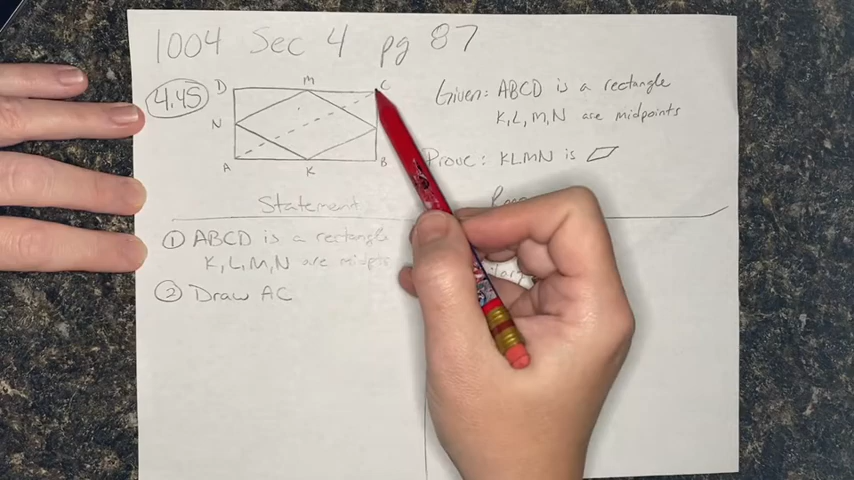 1004 Sec 4 pg 87
4.45
D M C
N
A K B
Given: ABCD is a rectangle
K, L, M, N are midpoints
Prove: KLMN is ▱
Statement
① ABCD is a rectangle
K, L, M, N are midpts
② Draw AC